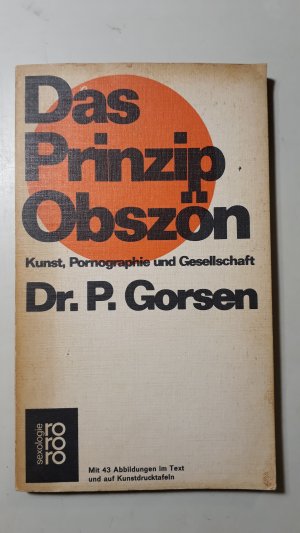 Das
Prinzip
Obszön
Kunst, Pornographie und Gesellschaft
Dr. P. Gorsen
sexologie
ro
ro
ro
Mit 43 Abbildungen im Text
und auf Kunstdrucktafeln